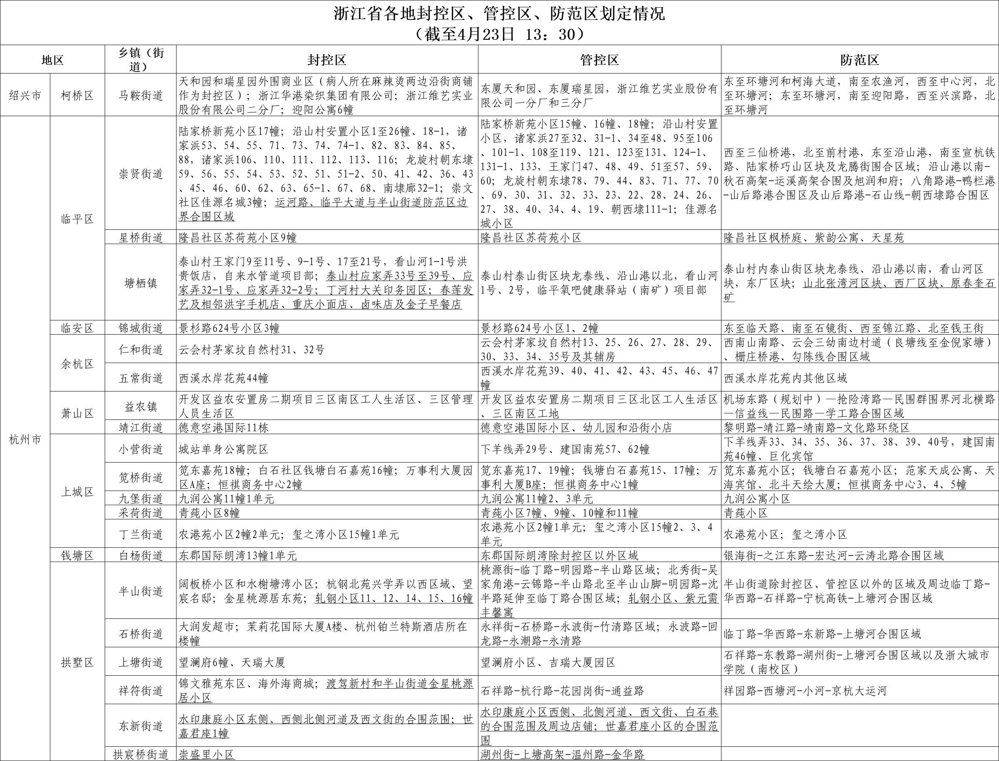 浙江省各地封控区、管控区、防范区划定情况
（截至4月23日 13：30）
地区
乡镇（街
道）
封控区
管控区
防范区
绍兴市
柯桥区
马鞍街道
天和园和瑞星园外围商业区（病人所在麻辣烫两边沿街商铺
作为封控区）；浙江华港染织集团有限公司；浙江维艺实业
股份有限公司二分厂；迎阳公寓6幢
东厦天和园、东厦瑞星园，浙江维艺实业股份有
限公司一分厂和三分厂
东至环塘河和柯海大道，南至农渔河，西至中心河，北
至环塘河；东至环塘河，南至迎阳路，西至兴滨路，北
至环塘河
杭州市
临平区
崇贤街道
陆家桥新苑小区17幢；沿山村安置小区1至26幢、18-1，诸
家浜53、54、55、71、73、74、74-1、82、83、84、85、
88，诸家浜106、110、111、112、113、116；龙旋村朝东埭
59、56、55、54、53、52、51、51-2、50、41、42、36、43
、45、46、60、62、63、65-1、67、68、南埭廊32-1；崇文
社区佳源名城3幢；运河路、临平大道与半山街道防范区边
界合围区域
陆家桥新苑小区15幢、16幢、18幢；沿山村安置
小区，诸家浜27至32、31-1、34至48、95至106
、101-1、108至119、121、123至131、124-1、
131-1、133，王家门47、48、49、51至57、59、
60；龙旋村朝东埭78、79、44、83、71、77、70
、69、30、31、32、33、23、22、28、24、26、
27、38、40、34、4、19、朝西埭111-1；佳源名
城小区
西至三仙桥港，北至前村港，东至沿山港，南至宣杭铁
路、陆家桥巧山区块及龙腾街围合区域；沿山港以南-
秋石高架-运溪高架合围及旭润和府；八角路港-鸭栏港
-山后路港合围区及山后路港-石山线-朝西埭路合围区
星桥街道
隆昌社区苏荷苑小区9幢
隆昌社区苏荷苑小区
隆昌社区枫桥庭、紫韵公寓、天星苑
塘栖镇
泰山村王家门9至11号、9-1号、17至21号，看山河1-1号洪
贵饭店，自来水管道项目部；泰山村应家弄33号至39号、应
家弄32-1号、应家弄32-2号；丁河村大关印务园区；春莲发
艺及相邻洪宇手机店、重庆小面店、卤味店及金子早餐店
泰山村泰山街区块龙泰线、沿山港以北，看山河
1号、2号，临平氧吧健康驿站（南矿）项目部
泰山村内泰山街区块龙泰线、沿山港以南，看山河区
块，东厂区块；山北张湾河区块、西厂区块、原春奎石
矿
临安区
锦城街道
景杉路624号小区3幢
景杉路624号小区1、2幢
东至临天路、南至石镜街、西至锦江路、北至钱王街
余杭区
仁和街道
云会村茅家坟自然村31、32号
云会村茅家坟自然村13、25、26、27、28、29、
30、33、34、35号及其辅房
西南山南路、云会三幼南边村道（良塘线至金倪家塘）
、栅庄桥港、勾陈线合围区域
五常街道
西溪水岸花苑44幢
西溪水岸花苑39、40、41、42、43、45、46、47
幢
西溪水岸花苑内其他区域
萧山区
益农镇
开发区益农安置房二期项目三区南区工人生活区、三区管理
人员生活区
开发区益农安置房二期项目三区北区工人生活区
、三区南区工地
机场东路（规划中）—抢险湾路—民围群围界河北横路
—信益线—民围路—学工路合围区域
靖江街道
德意空港国际11栋
德意空港国际小区、幼儿园和沿街小店
黎明路-靖江路-靖南路-文化路环绕区
上城区
小营街道
城站单身公寓院区
下羊线弄29号、建国南苑57、62幢
下羊线弄33、34、35、36、37、38、39、40号，建国南
苑46幢、巨化宾馆
笕桥街道
笕东嘉苑18幢；白石社区钱塘白石嘉苑16幢；万事利大厦园
区A座；恒祺商务中心2幢
笕东嘉苑17、19幢；钱塘白石嘉苑15、17幢；万
事利大厦B座；恒祺商务中心1幢
笕东嘉苑小区；钱塘白石嘉苑小区；范家天成公寓、天
海宾馆、北斗天绘大厦；恒祺商务中心3、4、5幢
九堡街道
九润公寓11幢1单元
九润公寓11幢2、3单元
九润公寓小区
采荷街道
青莼小区8幢
青莼小区7幢、9幢、10幢和11幢
青莼小区
丁兰街道
农港苑小区2幢2单元；玺之湾小区15幢1单元
农港苑小区2幢1单元；玺之湾小区15幢2、3、4
单元
农港苑小区；玺之湾小区
钱塘区
白杨街道
东郡国际朗湾13幢1单元
东郡国际朗湾除封控区以外区域
银海街-之江东路-宏达河-云涛北路合围区域
拱墅区
半山街道
阔板桥小区和水榭塘湾小区；杭钢北苑兴学弄以西区域、望
宸名邸；金星桃源居东苑；轧钢小区11、12、14、15、16幢
桃源街-临丁路-明园路-半山路区域；北秀街-吴
家角港-云锦路-半山路北至半山山脚-明园路-沈
半路延伸至临丁路合围区域；轧钢小区、紫元霈
丰馨寓
半山街道除封控区、管控区以外的区域及周边临丁路-
华西路-石祥路-宁杭高铁-上塘河合围区域
石桥街道
大润发超市；茉莉花国际大厦A楼、杭州铂兰特斯酒店所在
楼幢
永祥街-石桥路-永波街-竹清路区域；永波路-回
龙路-永潮路-永清路
临丁路-华西路-东新路-上塘河合围区域
上塘街道
望澜府6幢、天瑞大厦
望澜府小区、吉瑞大厦园区
石祥路-东教路-湖州街-上塘河合围区域以及浙大城市
学院（南校区）
祥符街道
锦文雅苑东区、海外海商城；渡驾新村和半山街道金星桃源
居小区
石祥路-杭行路-花园岗街-通益路
祥园路-西塘河-小河-京杭大运河
东新街道
水印康庭小区东侧、西侧北侧河道及西文街的合围范围；世
嘉君座1幢
水印康庭小区西侧、北侧河道、西文街、白石巷
的合围范围及周边店铺；世嘉君座小区的合围范
围
拱宸桥街道
崇盛里小区
湖州街-上塘高架-温州路-金华路